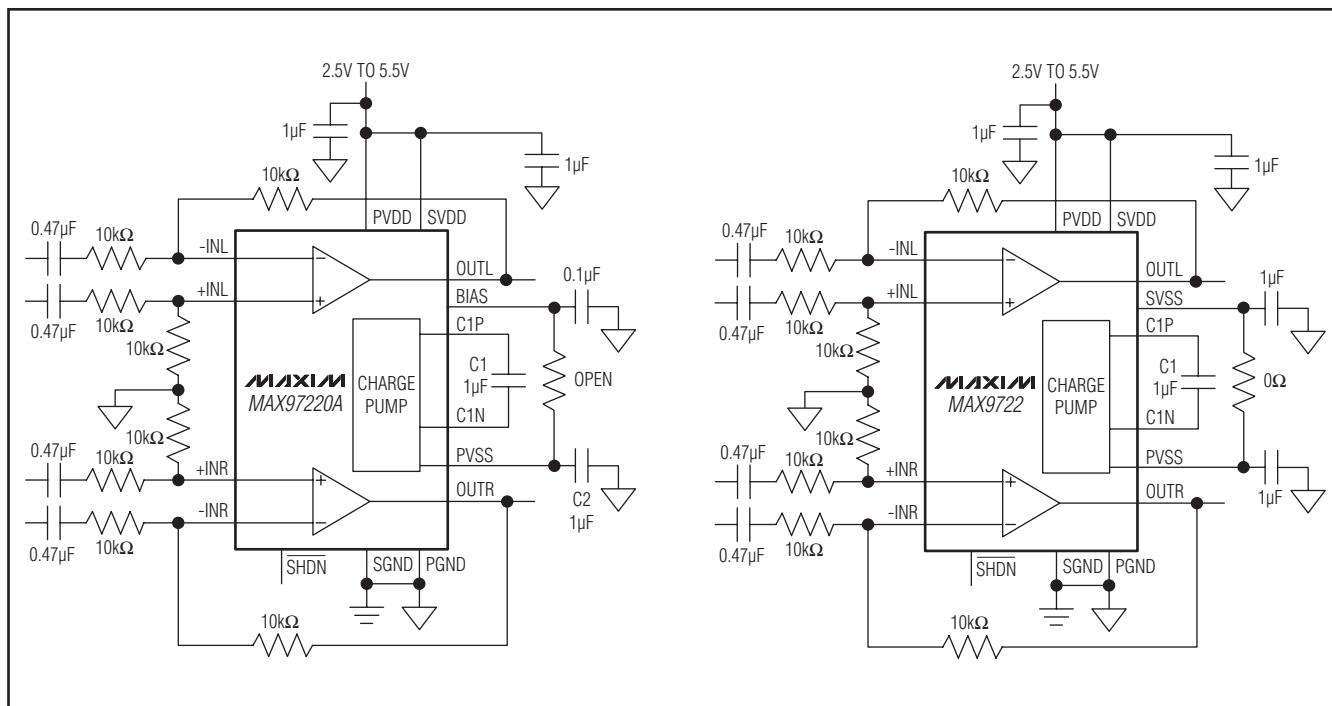 2.5V TO 5.5V
1µF
1µF
10kΩ
PVDD
SVDD
0.47µF
10kΩ
-INL
OUTL
0.1µF
+INL
BIAS
0.47µF
10kΩ
10kΩ
C1P
C1
1µF
OPEN
MAXIM
MAX97220A
CHARGE
PUMP
C1N
10kΩ
0.47µF
10kΩ
+INR
PVSS
OUTR
C2
1µF
-INR
0.47µF
10kΩ
SHDN
SGND
PGND
10kΩ
2.5V TO 5.5V
1µF
1µF
10kΩ
PVDD
SVDD
0.47µF
10kΩ
-INL
OUTL
1µF
+INL
SVSS
0.47µF
10kΩ
10kΩ
C1P
C1
1µF
0Ω
MAXIM
MAX9722
CHARGE
PUMP
C1N
10kΩ
0.47µF
10kΩ
+INR
PVSS
OUTR
1µF
-INR
0.47µF
10kΩ
SHDN
SGND
PGND
10kΩ